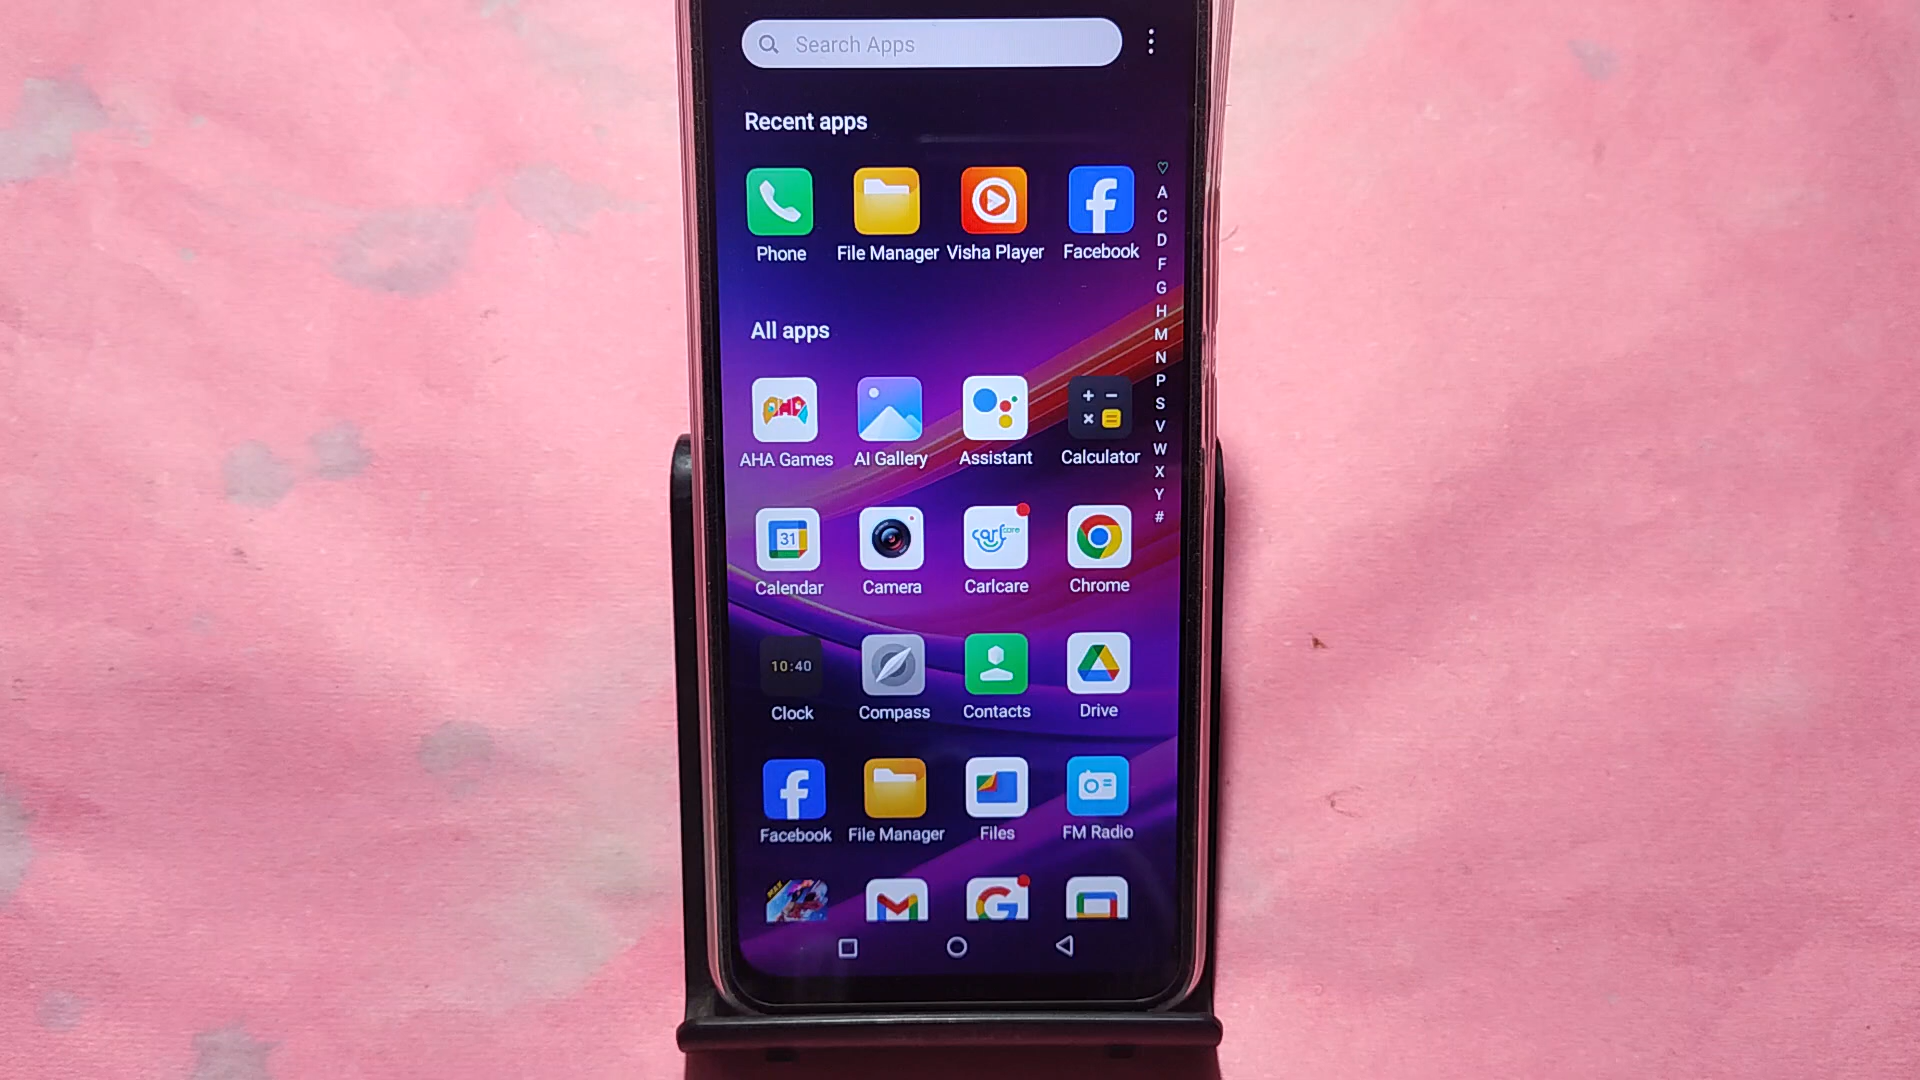 Search Apps
Recent apps
Phone File Manager Visha Player Facebook
All apps
AHA Games AI Gallery Assistant Calculator
31
Calendar Camera Carlcare Chrome
10:40
Clock Compass Contacts Drive
Facebook File Manager Files FM Radio
A
C
D
F
G
H
M
N
P
S
V
W
X
Y
#